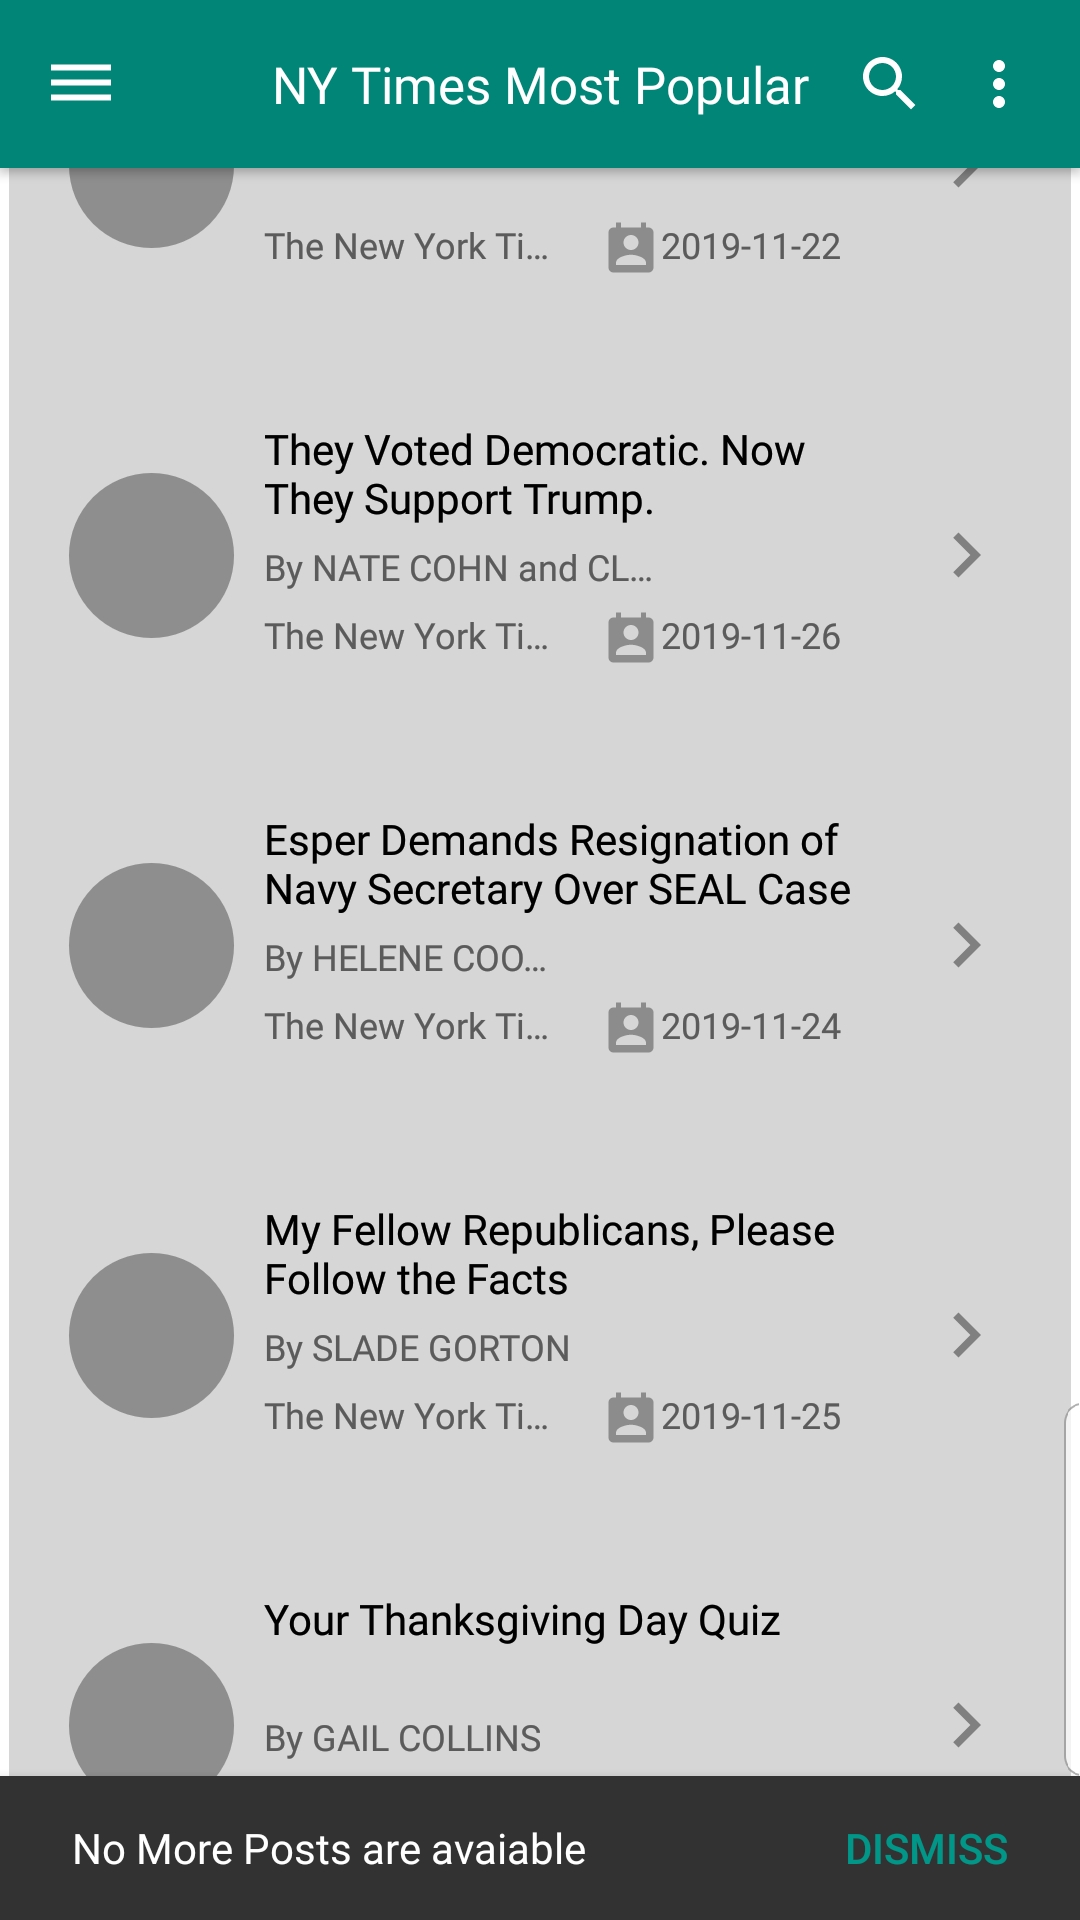 NY Times Most Popular
The New York Ti... 2019-11-22
They Voted Democratic. Now
They Support Trump.
By NATE COHN and CL...
The New York Ti... 2019-11-26
Esper Demands Resignation of
Navy Secretary Over SEAL Case
By HELENE COO...
The New York Ti... 2019-11-24
My Fellow Republicans, Please
Follow the Facts
By SLADE GORTON
The New York Ti... 2019-11-25
Your Thanksgiving Day Quiz
By GAIL COLLINS
No More Posts are avaiable DISMISS